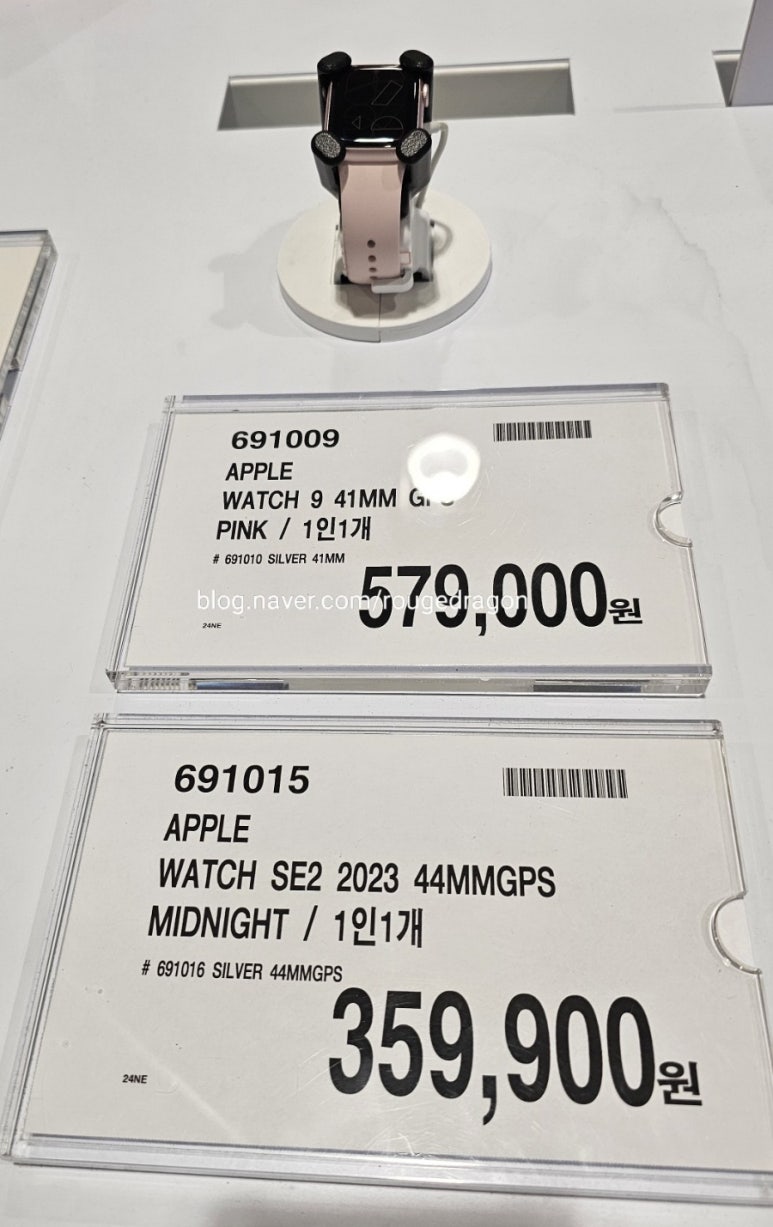 691009
APPLE
WATCH 9 41MM GPS
PINK / 1인1개
# 691010 SILVER 41MM
579,000원
blog.naver.com/rougedragon
24NE
691015
APPLE
WATCH SE2 2023 44MMGPS
MIDNIGHT / 1인1개
# 691016 SILVER 44MMGPS
359,900원
24NE